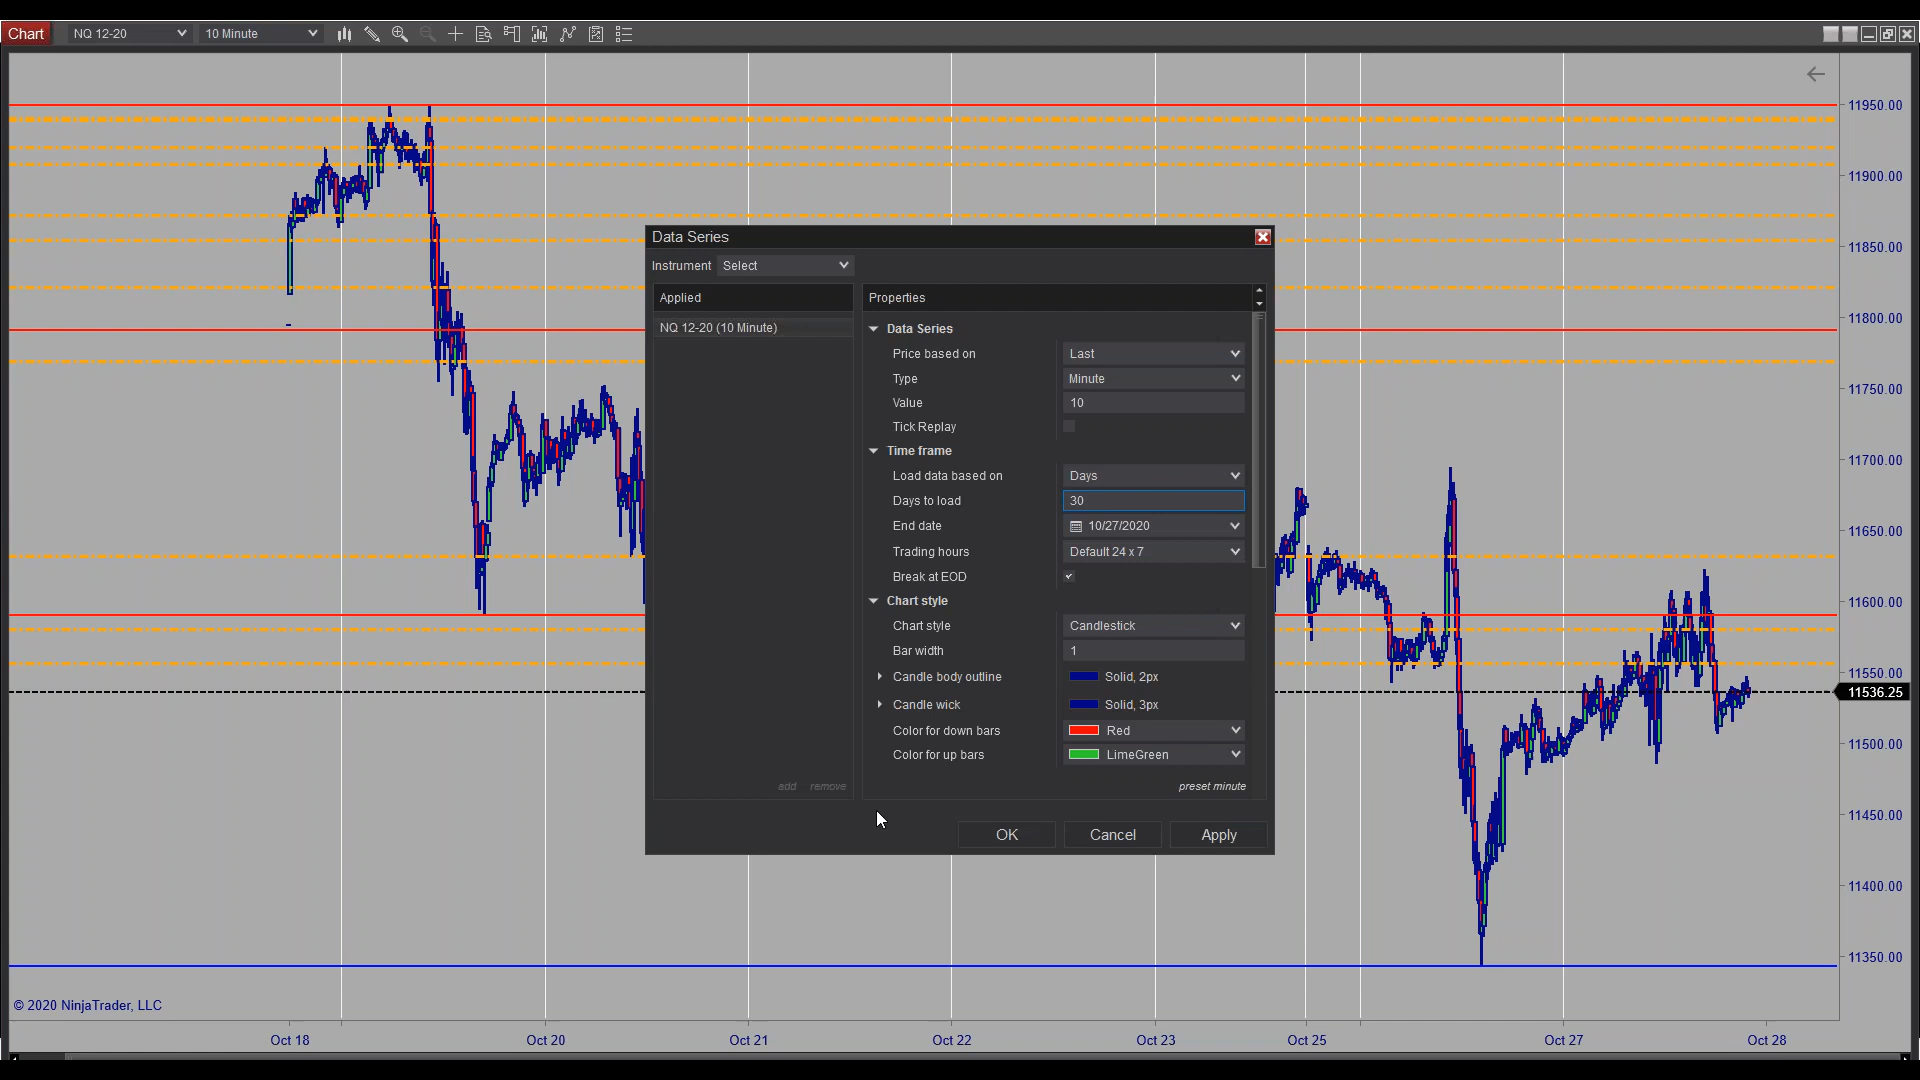 Chart NQ 12-20 10 Minute
Data Series
Instrument Select
Applied
NQ 12-20 (10 Minute)
add remove
Properties
Data Series
Price based on Last
Type Minute
Value 10
Tick Replay
Time frame
Load data based on Days
Days to load 30
End date 10/27/2020
Trading hours Default 24 x 7
Break at EOD
Chart style
Chart style Candlestick
Bar width 1
Candle body outline Solid, 2px
Candle wick Solid, 3px
Color for down bars Red
Color for up bars LimeGreen
preset minute
OK Cancel Apply
11950.00
11900.00
11850.00
11800.00
11750.00
11700.00
11650.00
11600.00
11550.00
11536.25
11500.00
11450.00
11400.00
11350.00
© 2020 NinjaTrader, LLC
Oct 18 Oct 20 Oct 21 Oct 22 Oct 23 Oct 25 Oct 27 Oct 28